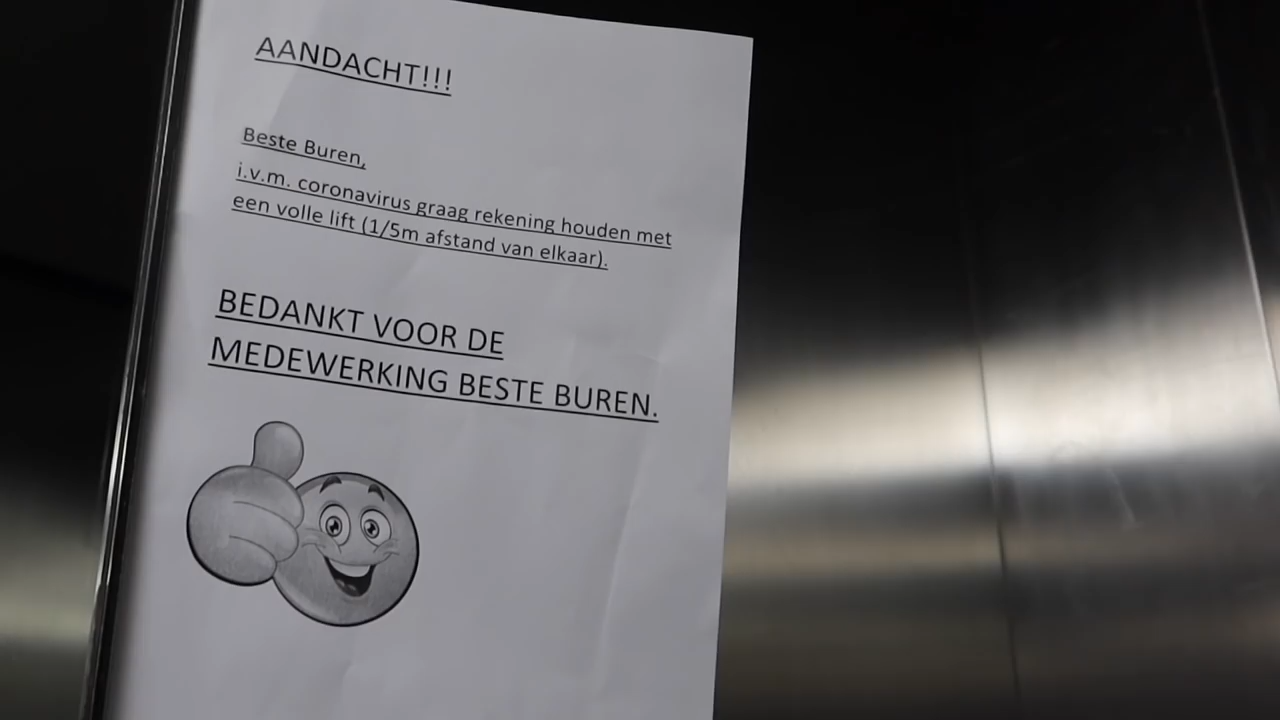 AANDACHT!!!
Beste Buren,
i.v.m. coronavirus graag rekening houden met
een volle lift (1/5m afstand van elkaar).
BEDANKT VOOR DE
MEDEWERKING BESTE BUREN.